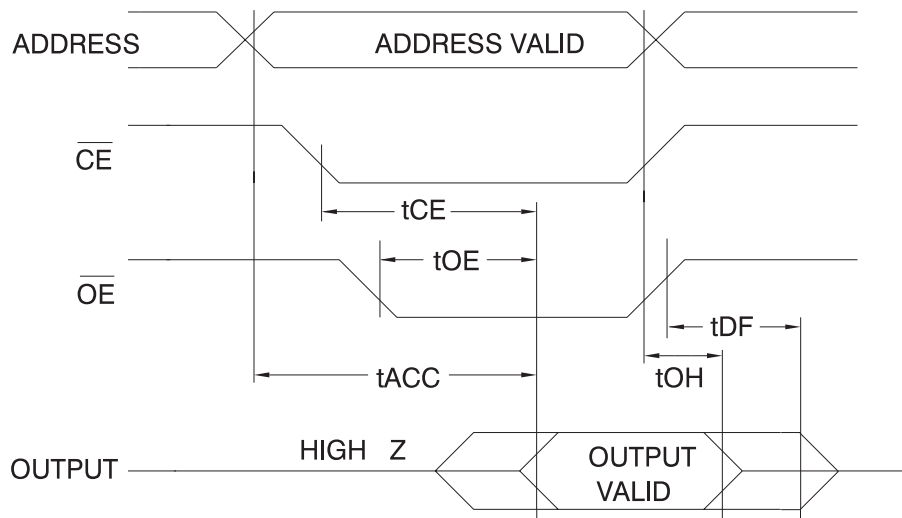 ADDRESS
ADDRESS VALID
CE
tCE
OE
tOE
tDF
tACC
tOH
OUTPUT
HIGH Z
OUTPUT
VALID